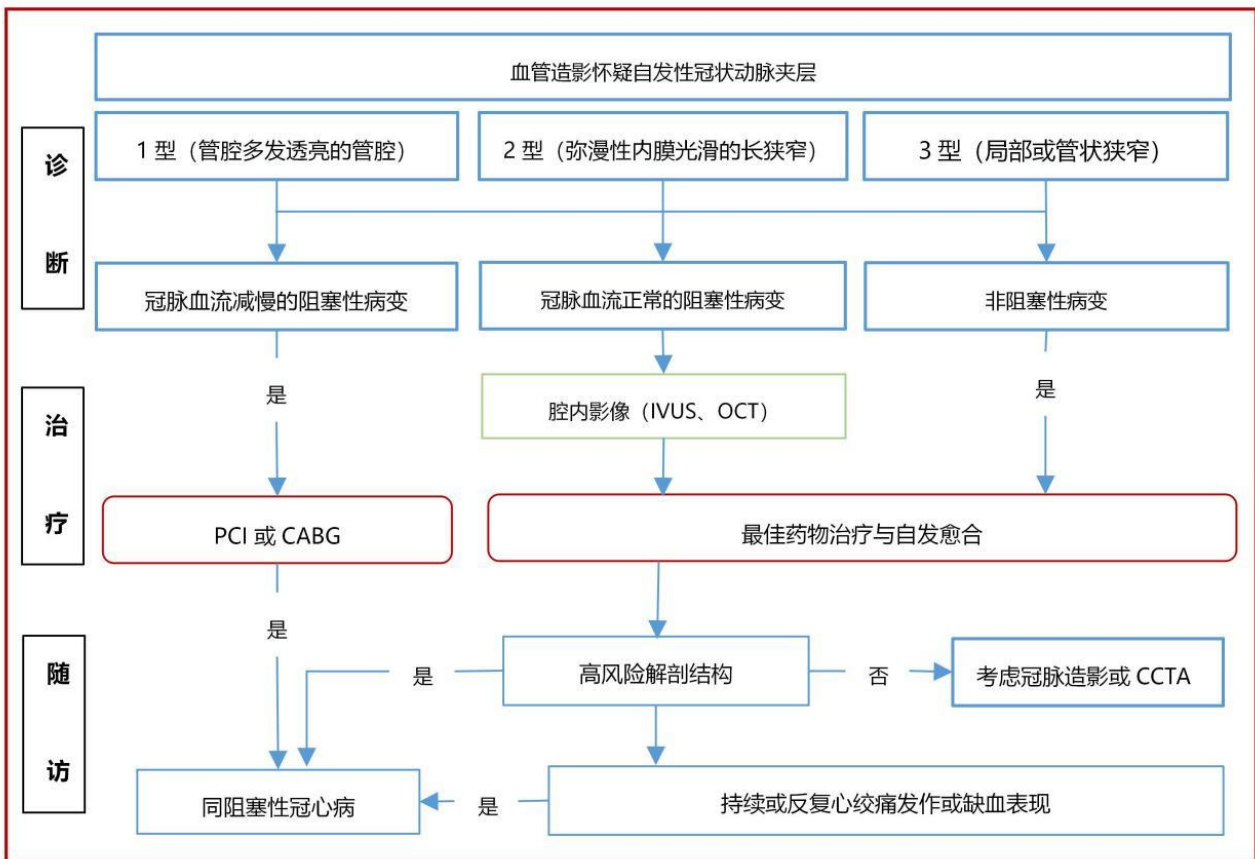 血管造影怀疑自发性冠状动脉夹层
诊断
1 型（管腔多发透亮的管腔）
2 型（弥漫性内膜光滑的长狭窄）
3 型（局部或管状狭窄）
冠脉血流减慢的阻塞性病变
冠脉血流正常的阻塞性病变
非阻塞性病变
治疗
是
腔内影像（IVUS、OCT）
是
PCI 或 CABG
最佳药物治疗与自发愈合
随访
是
是
高风险解剖结构
否
考虑冠脉造影或 CCTA
同阻塞性冠心病
是
持续或反复心绞痛发作或缺血表现